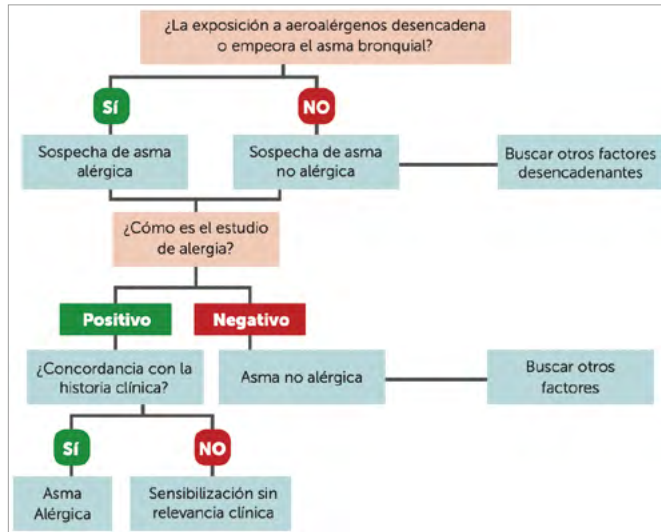 ¿La exposición a aeroalérgenos desencadena
o empeora el asma bronquial?
Sí
NO
Sospecha de asma
alérgica
Sospecha de asma
no alérgica
Buscar otros factores
desencadenantes
¿Cómo es el estudio
de alergia?
Positivo
Negativo
¿Concordancia con la
historia clínica?
Asma no alérgica
Buscar otros
factores
Sí
NO
Asma
Alérgica
Sensibilización sin
relevancia clínica